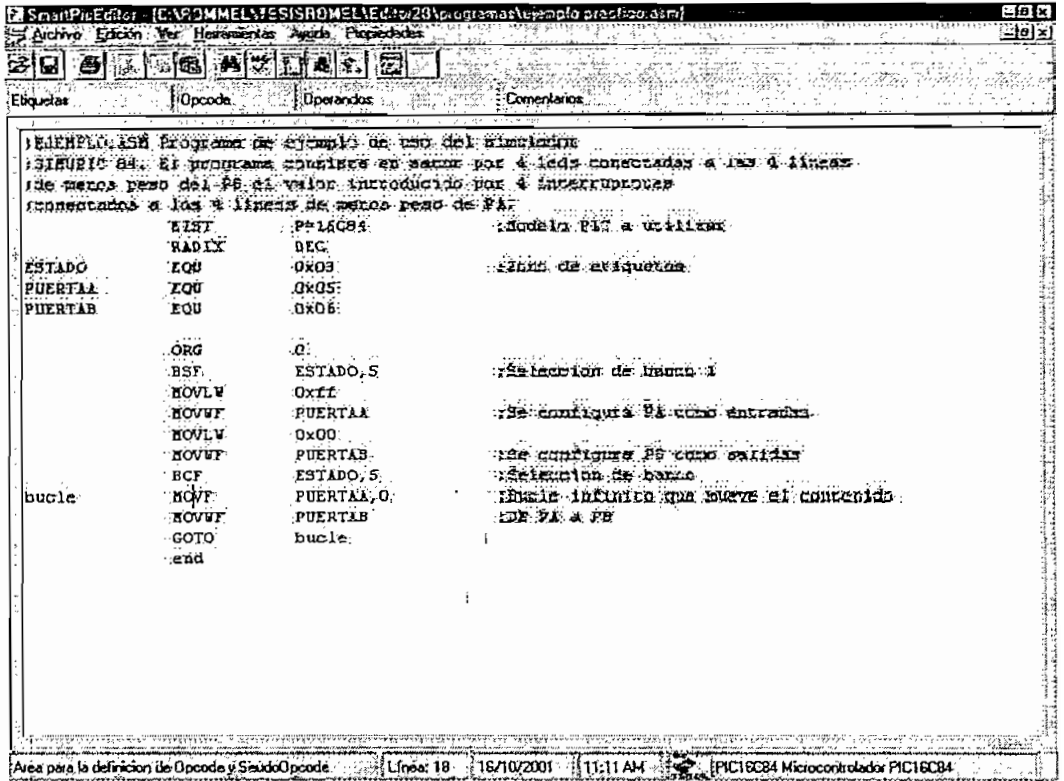 SmartPicEditor - [C:\ROMMEL\TESISROMEL\Editor28\programas\ejemplo practico.asm]
Archivo Edición Ver Herramientas Ayuda Propiedades
Etiquetas Opcode Operandos Comentarios
;EJEMPLO.ASM Programa de ejemplo de uso del simulador
;SIMUPIC 84. El programa consiste en sacar por 4 leds conectadas a las 4 lineas
;de menos peso del PB el valor introducido por 4 interruptores
;conectados a las 4 lineas de menos peso de PA.
LIST P=16C84 ;Modelo PIC a utilizar
RADIX DEC
ESTADO EQU 0x03 ;Zona de etiquetas
PUERTAA EQU 0x05
PUERTAB EQU 0x06
ORG 0
BSF ESTADO,5 ;Seleccion de banco 1
MOVLW 0xff
MOVWF PUERTAA ;Se configura PA como entradas
MOVLW 0x00
MOVWF PUERTAB ;Se configura PB como salidas
BCF ESTADO,5 ;Seleccion de banco
bucle MOVF PUERTAA,0 ;Bucle infinito que mueve el contenido
MOVWF PUERTAB ;DE PA a PB
GOTO bucle
end
Area para la definicion de Opcode y SeudoOpcode Línea: 18 18/10/2001 11:11 AM PIC16C84 Microcontrolador PIC16C84